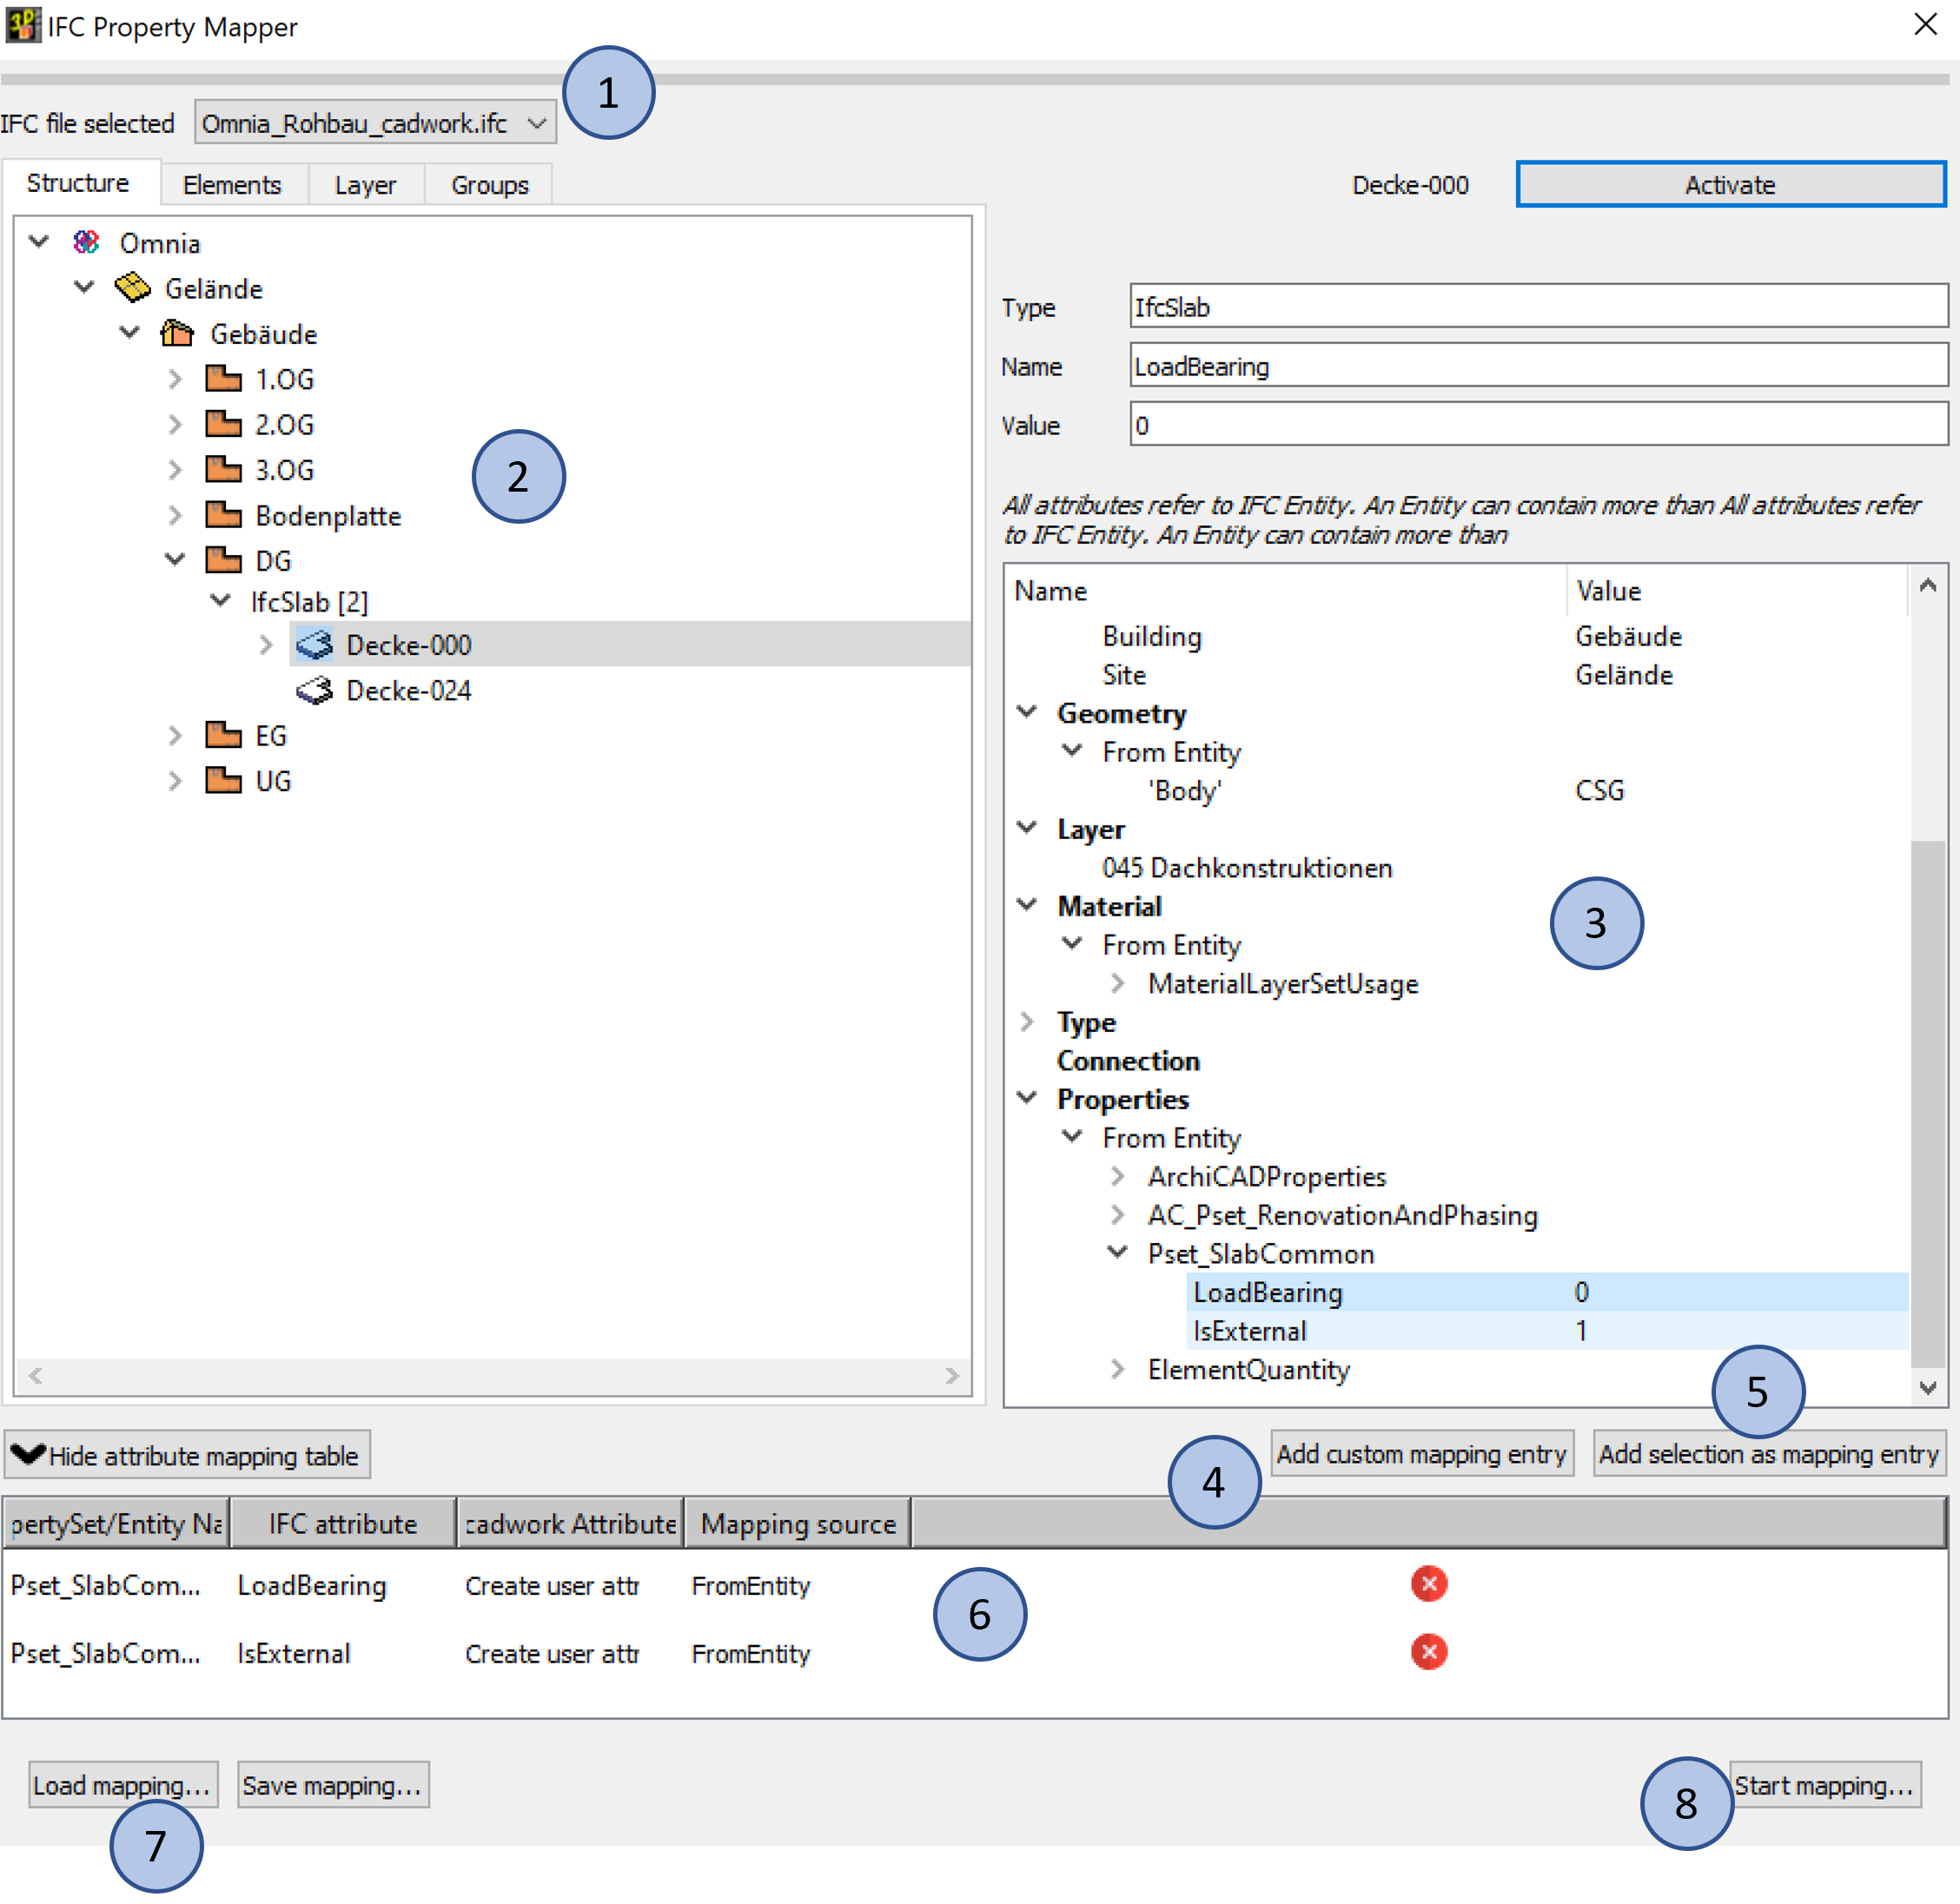 IFC Property Mapper
1
IFC file selected Omnia_Rohbau_cadwork.ifc
Structure Elements Layer Groups
Decke-000 Activate
Omnia
Gelände
Gebäude
1.OG
2.OG
3.OG
Bodenplatte
DG
IfcSlab [2]
Decke-000
Decke-024
EG
UG
2
Type IfcSlab
Name LoadBearing
Value 0
All attributes refer to IFC Entity. An Entity can contain more than All attributes refer
to IFC Entity. An Entity can contain more than
Name Value
Building Gebäude
Site Gelände
Geometry
From Entity
'Body' CSG
Layer
045 Dachkonstruktionen
Material
3
From Entity
MaterialLayerSetUsage
Type
Connection
Properties
From Entity
ArchiCADProperties
AC_Pset_RenovationAndPhasing
Pset_SlabCommon
LoadBearing 0
IsExternal 1
ElementQuantity
5
Hide attribute mapping table
4
Add custom mapping entry Add selection as mapping entry
pertySet/Entity Na IFC attribute cadwork Attribute Mapping source
Pset_SlabCom... LoadBearing Create user attr FromEntity
6
Pset_SlabCom... IsExternal Create user attr FromEntity
Load mapping... Save mapping...
8
Start mapping...
7